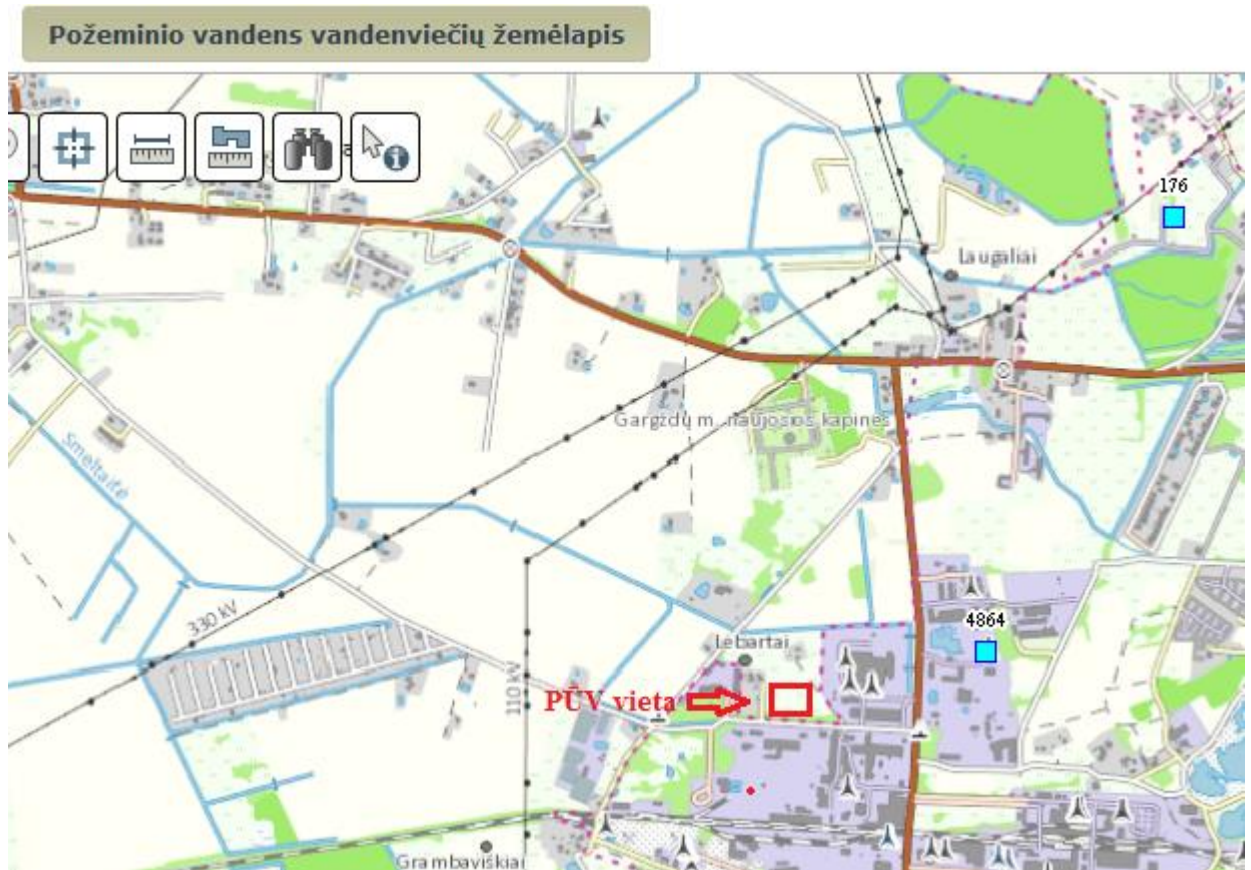 Požeminio vandens vandenviečių žemėlapis
176
Laugaliai
Gargždų m. naujosios kapinės
Smeltaitė
330 kV
4864
Lebartai
110 kV
PŪV vieta
Grambaviškiai